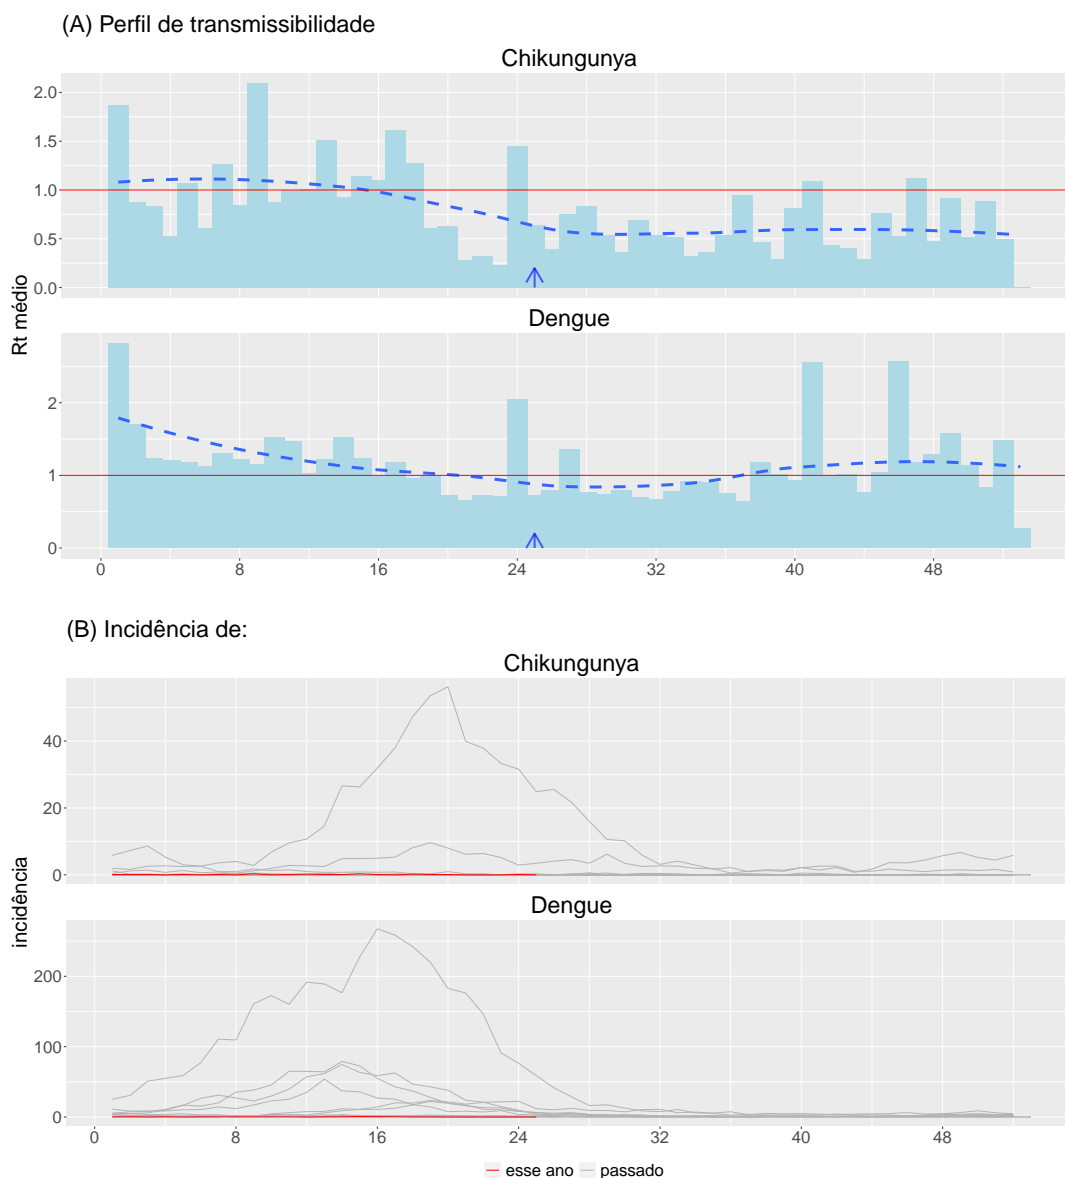 (A) Perfil de transmissibilidade
Chikungunya
2.0
1.5
1.0
0.5
0.0
Rt médio
Dengue
2
1
0
0 8 16 24 32 40 48
(B) Incidência de:
Chikungunya
40
20
0
incidência
Dengue
200
100
0
0 8 16 24 32 40 48
esse ano passado